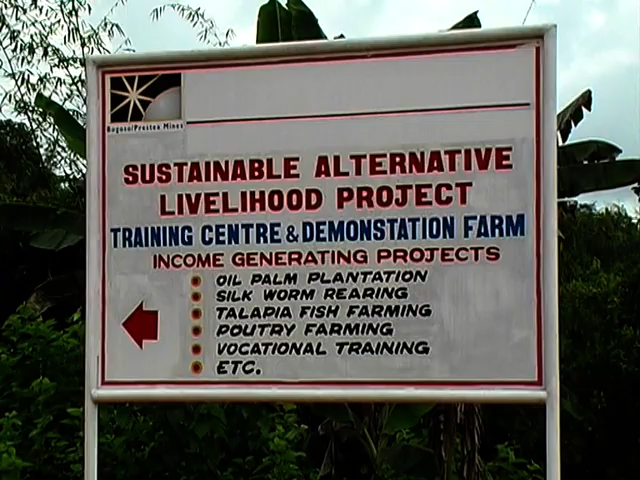 Bogoso/Prestea Mines
SUSTAINABLE ALTERNATIVE
LIVELIHOOD PROJECT
TRAINING CENTRE & DEMONSTATION FARM
INCOME GENERATING PROJECTS
OIL PALM PLANTATION
SILK WORM REARING
TALAPIA FISH FARMING
POUTRY FARMING
VOCATIONAL TRAINING
ETC.